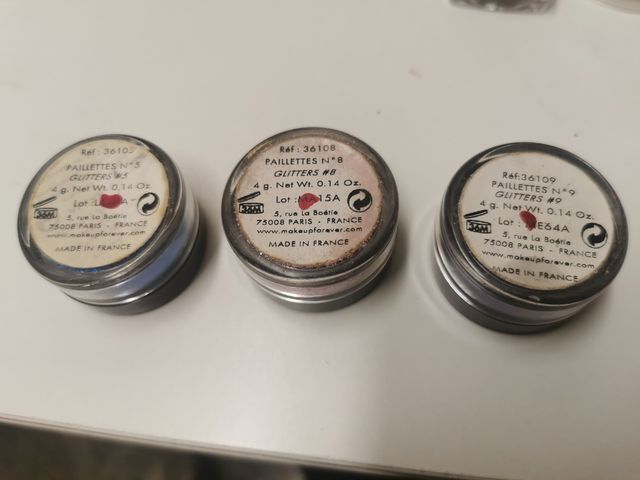 Réf : 36105
PAILLETTES N°5
GLITTERS #5
4 g. Net Wt. 0.14 Oz.
Lot :
36M
5, rue La Boétie
75008 PARIS - FRANCE
www.makeupforever.com
MADE IN FRANCE
Réf : 36108
PAILLETTES N°8
GLITTERS #8
4 g. Net Wt. 0.14 Oz.
Lot :
36M
5, rue La Boétie
75008 PARIS - FRANCE
www.makeupforever.com
MADE IN FRANCE
Réf:36109
PAILLETTES N°9
GLITTERS #9
4 g. Net Wt. 0.14 Oz.
Lot :
36M
5, rue La Boétie
75008 PARIS - FRANCE
www.makeupforever.com
MADE IN FRANCE